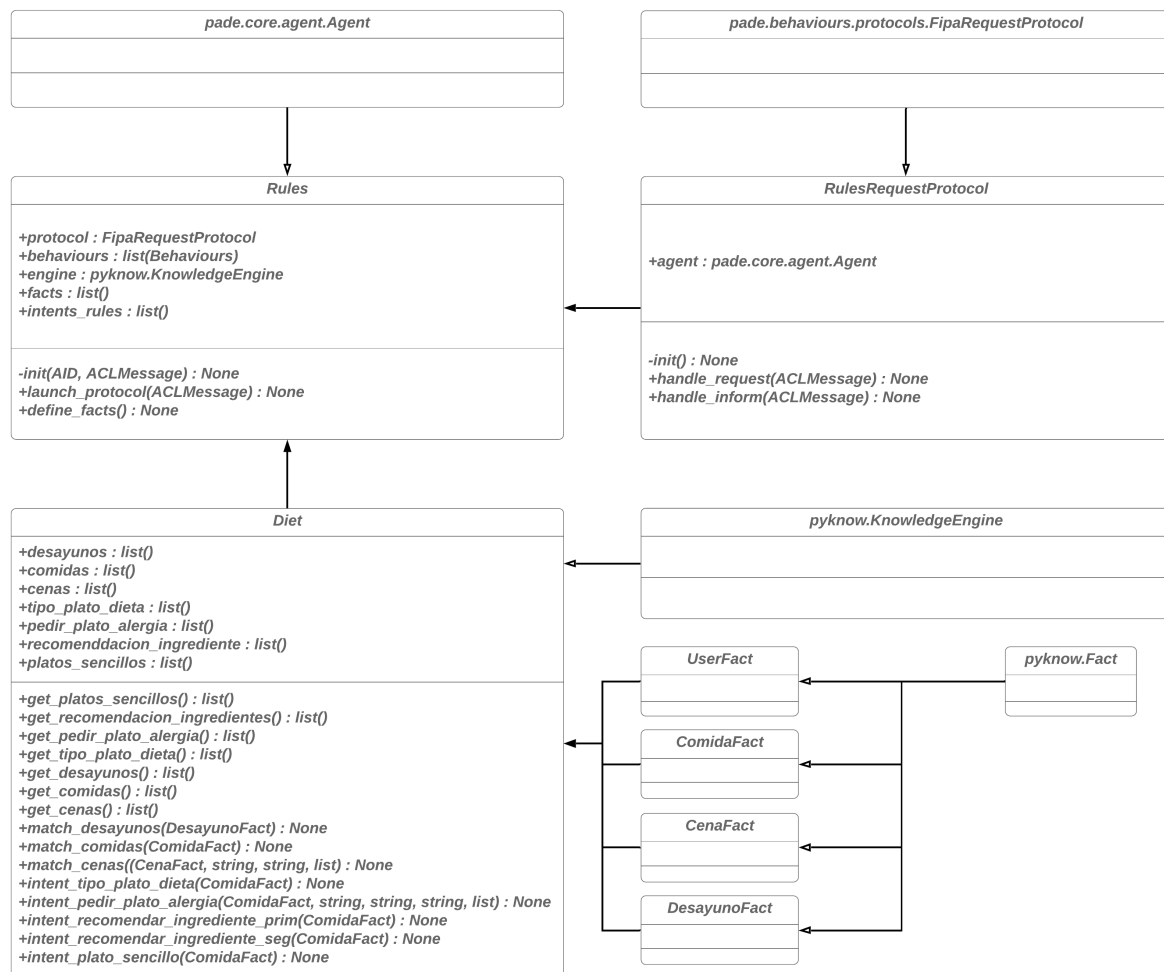 pade.core.agent.Agent
pade.behaviours.protocols.FipaRequestProtocol
Rules
+protocol : FipaRequestProtocol
+behaviours : list(Behaviours)
+engine : pyknow.KnowledgeEngine
+facts : list()
+intents_rules : list()
-init(AID, ACLMessage) : None
+launch_protocol(ACLMessage) : None
+define_facts() : None
RulesRequestProtocol
+agent : pade.core.agent.Agent
-init() : None
+handle_request(ACLMessage) : None
+handle_inform(ACLMessage) : None
Diet
+desayunos : list()
+comidas : list()
+cenas : list()
+tipo_plato_dieta : list()
+pedir_plato_alergia : list()
+recomenddacion_ingrediente : list()
+platos_sencillos : list()
+get_platos_sencillos() : list()
+get_recomendacion_ingredientes() : list()
+get_pedir_plato_alergia() : list()
+get_tipo_plato_dieta() : list()
+get_desayunos() : list()
+get_comidas() : list()
+get_cenas() : list()
+match_desayunos(DesayunoFact) : None
+match_comidas(ComidaFact) : None
+match_cenas((CenaFact, string, string, list) : None
+intent_tipo_plato_dieta(ComidaFact) : None
+intent_pedir_plato_alergia(ComidaFact, string, string, string, list) : None
+intent_recomendar_ingrediente_prim(ComidaFact) : None
+intent_recomendar_ingrediente_seg(ComidaFact) : None
+intent_plato_sencillo(ComidaFact) : None
pyknow.KnowledgeEngine
UserFact
pyknow.Fact
ComidaFact
CenaFact
DesayunoFact